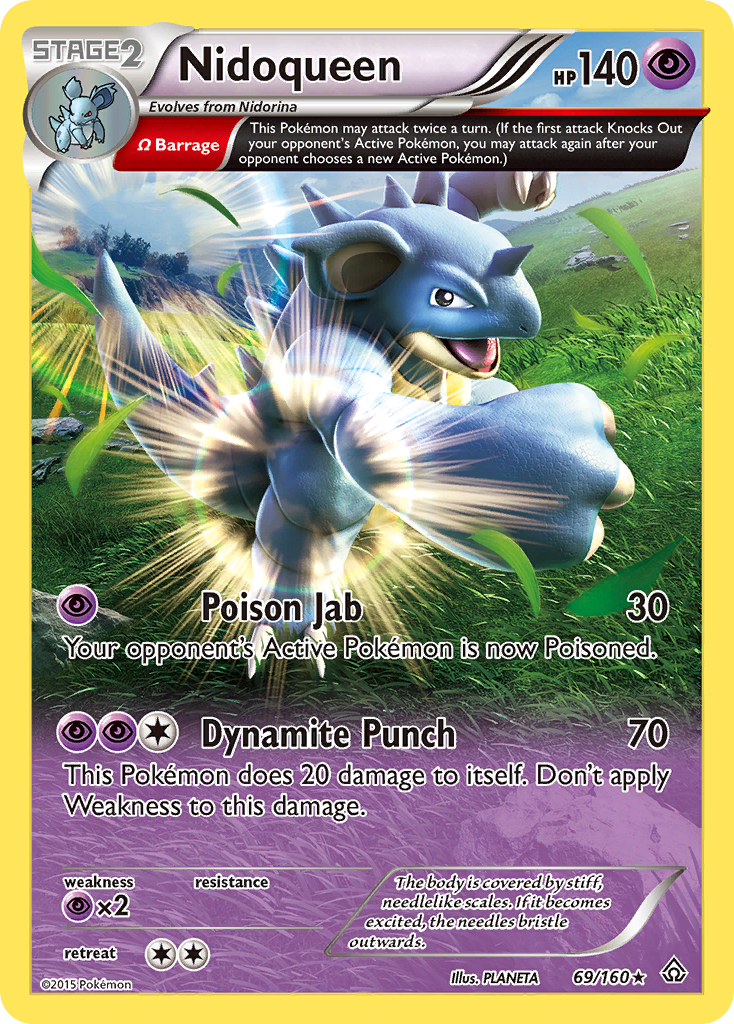 STAGE2
Nidoqueen
HP140
Evolves from Nidorina
Ω Barrage
This Pokémon may attack twice a turn. (If the first attack Knocks Out
your opponent's Active Pokémon, you may attack again after your
opponent chooses a new Active Pokémon.)
Poison Jab 30
Your opponent's Active Pokémon is now Poisoned.
Dynamite Punch 70
This Pokémon does 20 damage to itself. Don't apply
Weakness to this damage.
weakness resistance
×2
retreat
The body is covered by stiff,
needlelike scales. If it becomes
excited, the needles bristle
outwards.
©2015 Pokémon
Illus. PLANETA
69/160★